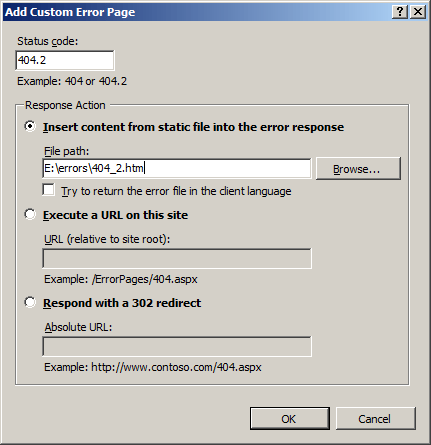 Add Custom Error Page
Status code:
404.2
Example: 404 or 404.2
Response Action
Insert content from static file into the error response
File path:
E:\errors\404_2.htm
Browse...
Try to return the error file in the client language
Execute a URL on this site
URL (relative to site root):
Example: /ErrorPages/404.aspx
Respond with a 302 redirect
Absolute URL:
Example: http://www.contoso.com/404.aspx
OK
Cancel